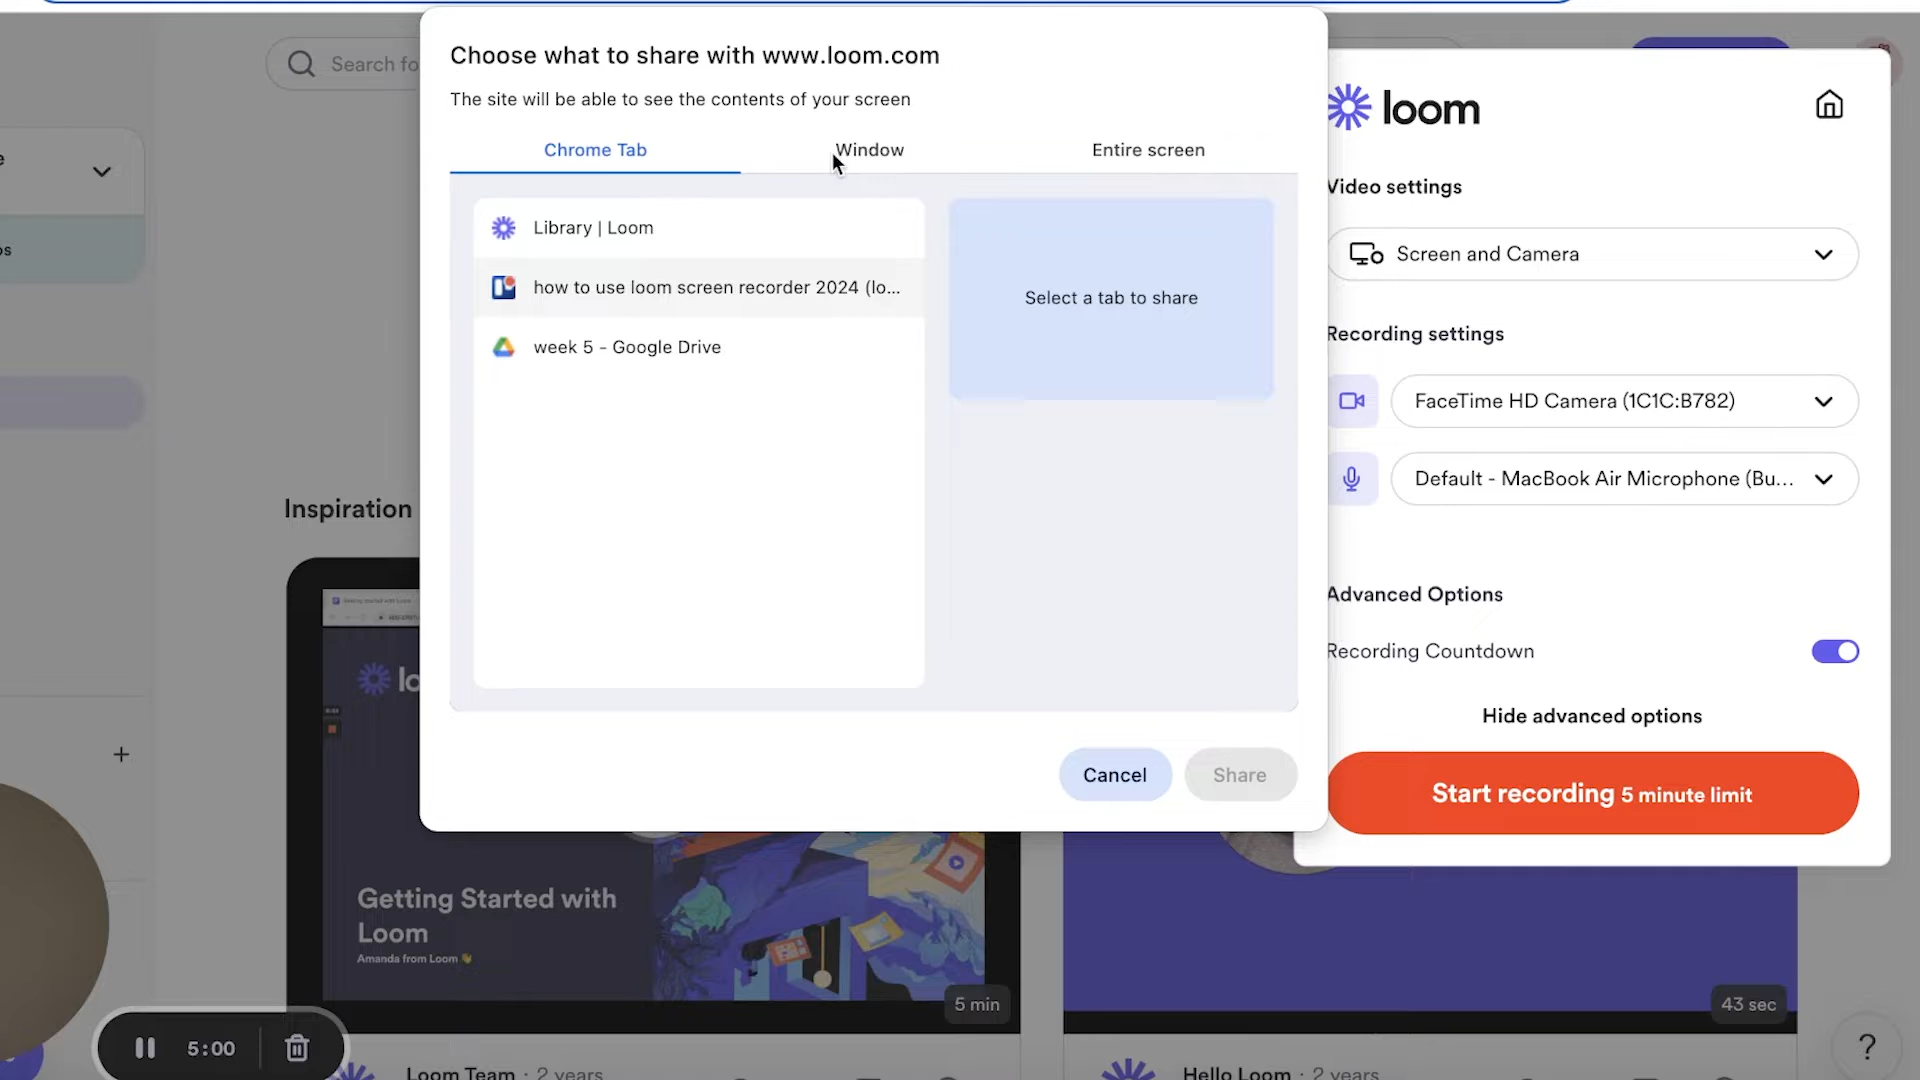 Choose what to share with www.loom.com
The site will be able to see the contents of your screen
Chrome Tab
Window
Entire screen
Library | Loom
how to use loom screen recorder 2024 (lo...
week 5 - Google Drive
Select a tab to share
Cancel
Share
Search fo
e
os
+
Inspiration
lo
Getting Started with
Loom
Amanda from Loom
5 min
43 sec
5:00
Loom Team · 2 years
Hello Loom · 2 years
loom
Video settings
Screen and Camera
Recording settings
FaceTime HD Camera (1C1C:B782)
Default - MacBook Air Microphone (Bu...
Advanced Options
Recording Countdown
Hide advanced options
Start recording 5 minute limit
?